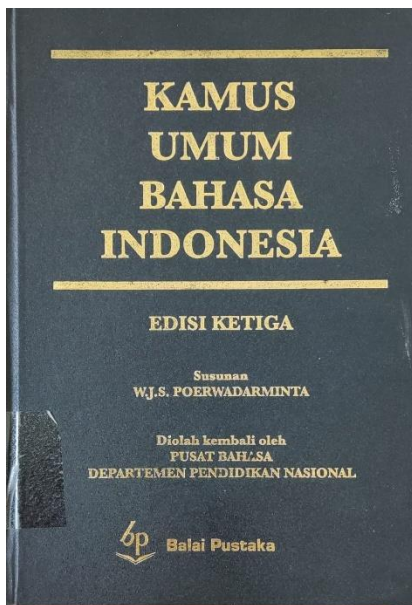 KAMUS
UMUM
BAHASA
INDONESIA
EDISI KETIGA
Susunan
W.J.S. POERWADARMINTA
Diolah kembali oleh
PUSAT BAHASA
DEPARTEMEN PENDIDIKAN NASIONAL
bp Balai Pustaka